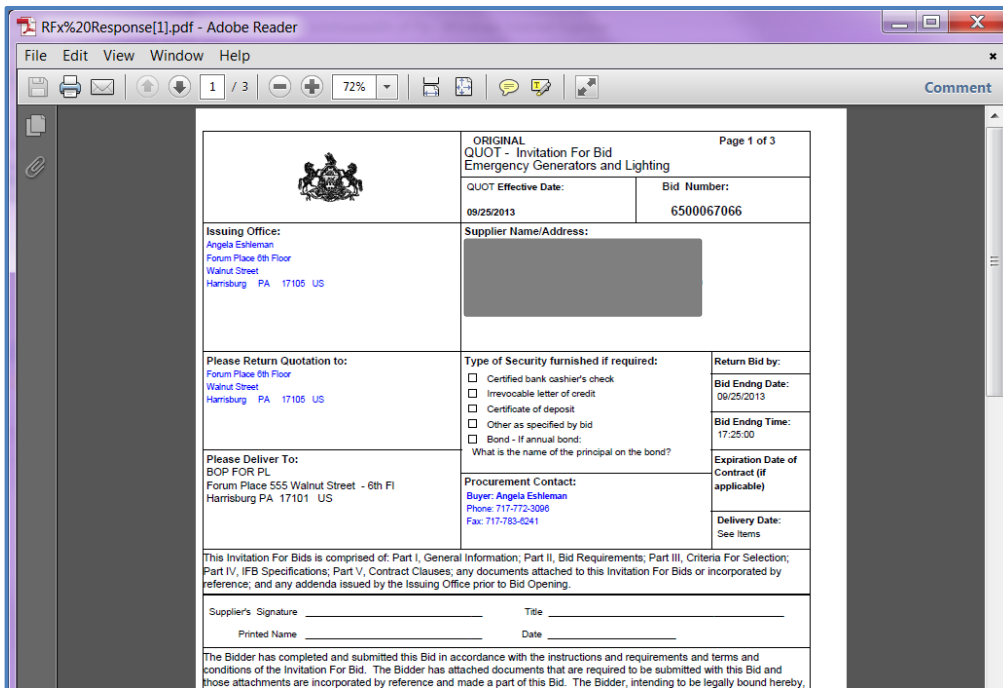 RFx%20Response[1].pdf - Adobe Reader
File Edit View Window Help
1 / 3 72% Comment
ORIGINAL Page 1 of 3
QUOT - Invitation For Bid
Emergency Generators and Lighting
QUOT Effective Date: Bid Number:
09/25/2013 6500067066
Issuing Office:
Angela Eshleman
Forum Place 6th Floor
Walnut Street
Harrisburg PA 17105 US
Supplier Name/Address:
Please Return Quotation to:
Forum Place 6th Floor
Walnut Street
Harrisburg PA 17105 US
Type of Security furnished if required:
Certified bank cashier's check
Irrevocable letter of credit
Certificate of deposit
Other as specified by bid
Bond - If annual bond:
What is the name of the principal on the bond?
Return Bid by:
Bid Endng Date:
09/25/2013
Bid Endng Time:
17:25:00
Please Deliver To:
BOP FOR PL
Forum Place 555 Walnut Street - 6th Fl
Harrisburg PA 17101 US
Procurement Contact:
Buyer: Angela Eshleman
Phone: 717-772-3096
Fax: 717-783-6241
Expiration Date of
Contract (if
applicable)
Delivery Date:
See Items
This Invitation For Bids is comprised of: Part I, General Information; Part II, Bid Requirements; Part III, Criteria For Selection;
Part IV, IFB Specifications; Part V, Contract Clauses; any documents attached to this Invitation For Bids or incorporated by
reference; and any addenda issued by the Issuing Office prior to Bid Opening.
Supplier's Signature Title
Printed Name Date
The Bidder has completed and submitted this Bid in accordance with the instructions and requirements and terms and
conditions of the Invitation For Bid. The Bidder has attached documents that are required to be submitted with this Bid and
those attachments are incorporated by reference and made a part of this Bid. The Bidder, intending to be legally bound hereby,